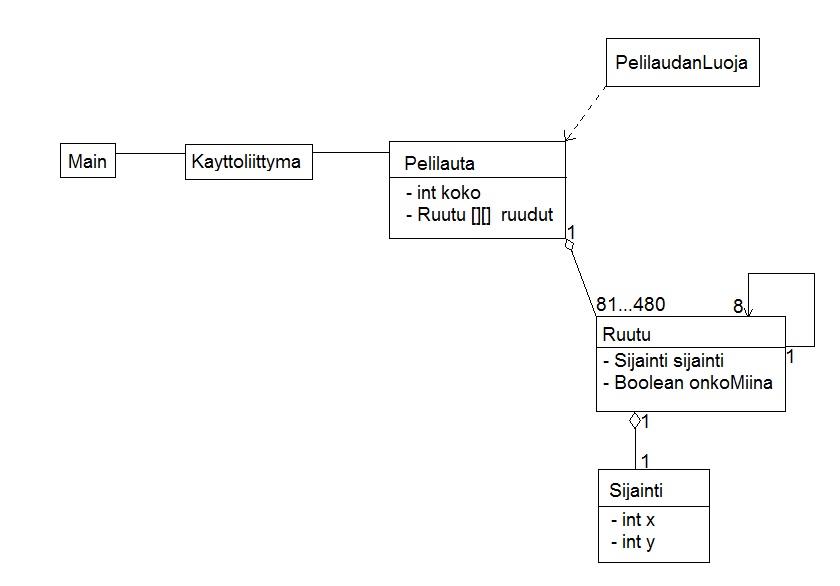 PelilaudanLuoja
Main
Kayttoliittyma
Pelilauta
- int koko
- Ruutu [][] ruudut
1
81...480
8
Ruutu
1
- Sijainti sijainti
- Boolean onkoMiina
1
1
Sijainti
- int x
- int y